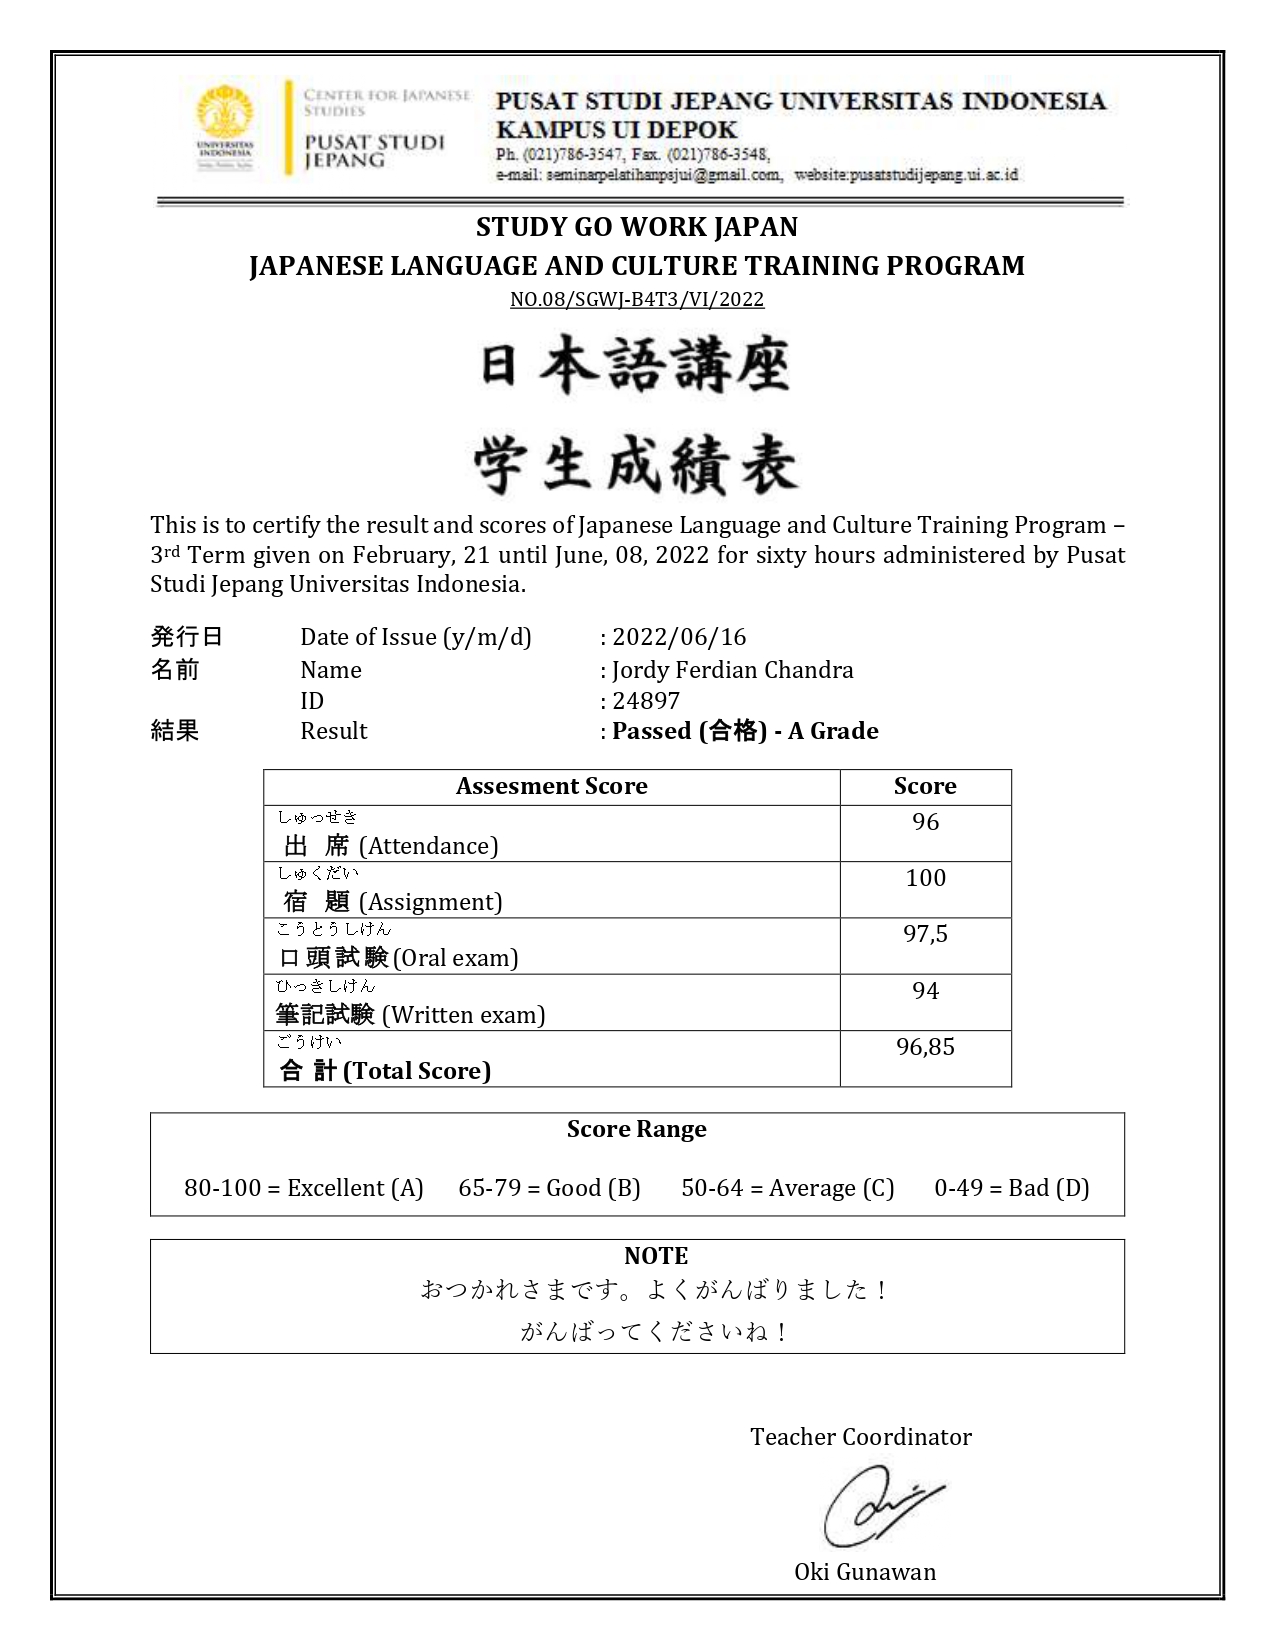 UNIVERSITAS
INDONESIA
CENTER FOR JAPANESE
STUDIES
PUSAT STUDI
JEPANG
PUSAT STUDI JEPANG UNIVERSITAS INDONESIA
KAMPUS UI DEPOK
Ph. (021)786-3547, Fax. (021)786-3548,
e-mail: seminarpelatihanpsjui@gmail.com, website:pusatstudijepang.ui.ac.id
STUDY GO WORK JAPAN
JAPANESE LANGUAGE AND CULTURE TRAINING PROGRAM
NO.08/SGWJ-B4T3/VI/2022
日本語講座
学生成績表
This is to certify the result and scores of Japanese Language and Culture Training Program –
3rd Term given on February, 21 until June, 08, 2022 for sixty hours administered by Pusat
Studi Jepang Universitas Indonesia.
発行日 Date of Issue (y/m/d) : 2022/06/16
名前 Name : Jordy Ferdian Chandra
ID : 24897
結果 Result : Passed (合格) - A Grade
Assesment Score Score
しゅっせき
出 席 (Attendance) 96
しゅくだい
宿 題 (Assignment) 100
こうとうしけん
口頭試験 (Oral exam) 97,5
ひっきしけん
筆記試験 (Written exam) 94
ごうけい
合 計 (Total Score) 96,85
Score Range
80-100 = Excellent (A) 65-79 = Good (B) 50-64 = Average (C) 0-49 = Bad (D)
NOTE
おつかれさまです。よくがんばりました！
がんばってくださいね！
Teacher Coordinator
Oki Gunawan